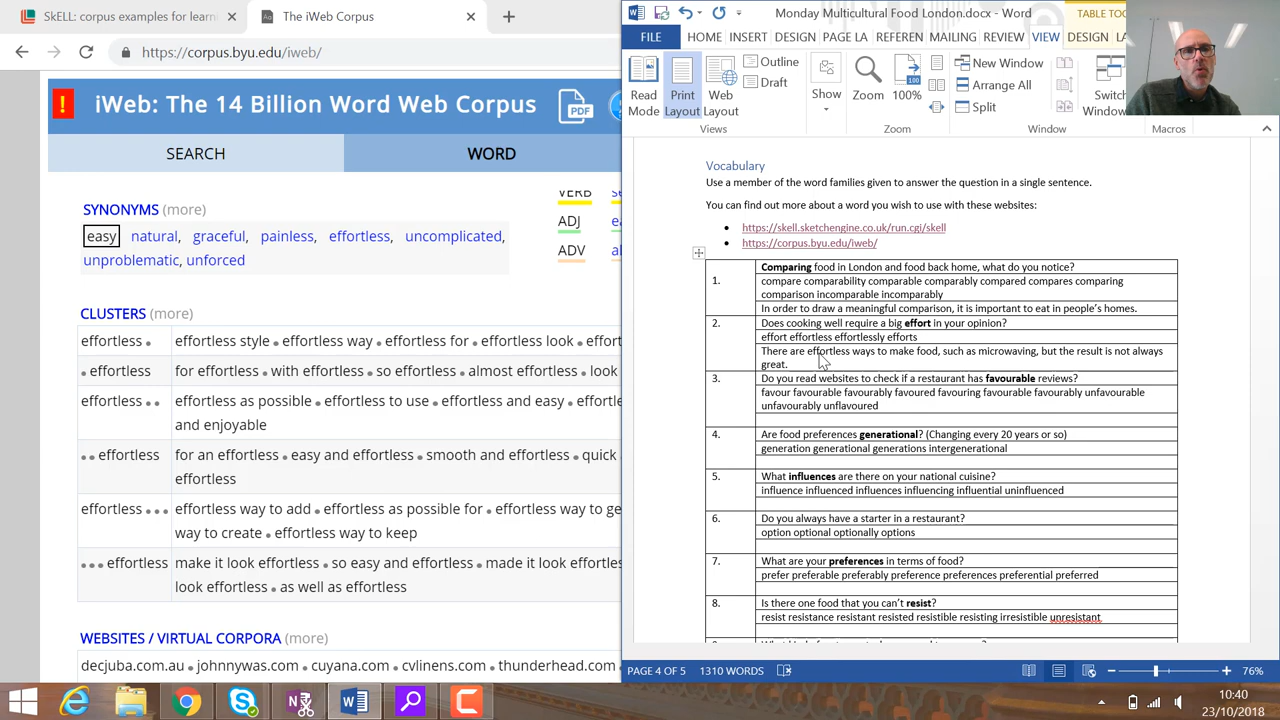 SkELL: corpus examples for lear
The iWeb Corpus
https://corpus.byu.edu/iweb/
! iWeb: The 14 Billion Word Web Corpus
PDF
SEARCH
WORD
VERB
SYNONYMS (more)
ADJ
easy natural, graceful, painless, effortless, uncomplicated,
unproblematic, unforced
ADV
CLUSTERS (more)
effortless • effortless style • effortless way • effortless look • effort
• effortless for effortless • with effortless • so effortless • almost effortless • look
effortless • • effortless as possible • effortless to use • effortless and easy • effort
and enjoyable
• • effortless for an effortless • easy and effortless • smooth and effortless • quick
effortless
effortless • • • effortless way to add • effortless as possible for • effortless way to ge
way to create • effortless way to keep
• • • effortless make it look effortless • so easy and effortless • made it look effort
look effortless • as well as effortless
WEBSITES / VIRTUAL CORPORA (more)
decjuba.com.au • johnnywas.com • cuyana.com • cvlinens.com • thunderhead.com
Monday Multicultural Food London.docx - Word
TABLE TO
FILE HOME INSERT DESIGN PAGE LA REFEREN MAILING REVIEW VIEW DESIGN LA
Read Mode
Print Layout
Web Layout
Outline
Draft
Views
Show
Zoom
100%
Zoom
New Window
Arrange All
Split
Switch
Window
Window
Macros
Vocabulary
Use a member of the word families given to answer the question in a single sentence.
You can find out more about a word you wish to use with these websites:
• https://skell.sketchengine.co.uk/run.cgi/skell
• https://corpus.byu.edu/iweb/
1. Comparing food in London and food back home, what do you notice?
compare comparability comparable comparably compared compares comparing
comparison incomparable incomparably
In order to draw a meaningful comparison, it is important to eat in people's homes.
2. Does cooking well require a big effort in your opinion?
effort effortless effortlessly efforts
There are effortless ways to make food, such as microwaving, but the result is not always
great.
3. Do you read websites to check if a restaurant has favourable reviews?
favour favourable favourably favoured favouring favourable favourably unfavourable
unfavourably unflavoured
4. Are food preferences generational? (Changing every 20 years or so)
generation generational generations intergenerational
5. What influences are there on your national cuisine?
influence influenced influences influencing influential uninfluenced
6. Do you always have a starter in a restaurant?
option optional optionally options
7. What are your preferences in terms of food?
prefer preferable preferably preference preferences preferential preferred
8. Is there one food that you can't resist?
resist resistance resistant resisted resistible resisting irresistible unresistant
PAGE 4 OF 5 1310 WORDS
76%
10:40
23/10/2018